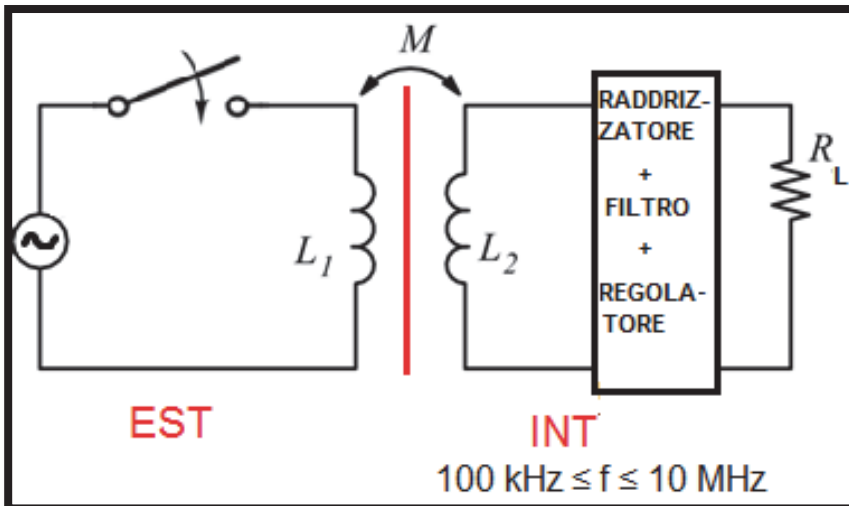 M
RADDRIZ-
ZATORE
+
FILTRO
+
REGOLA-
TORE
R
L
L1
L2
EST
INT
100 kHz ≤ f ≤ 10 MHz